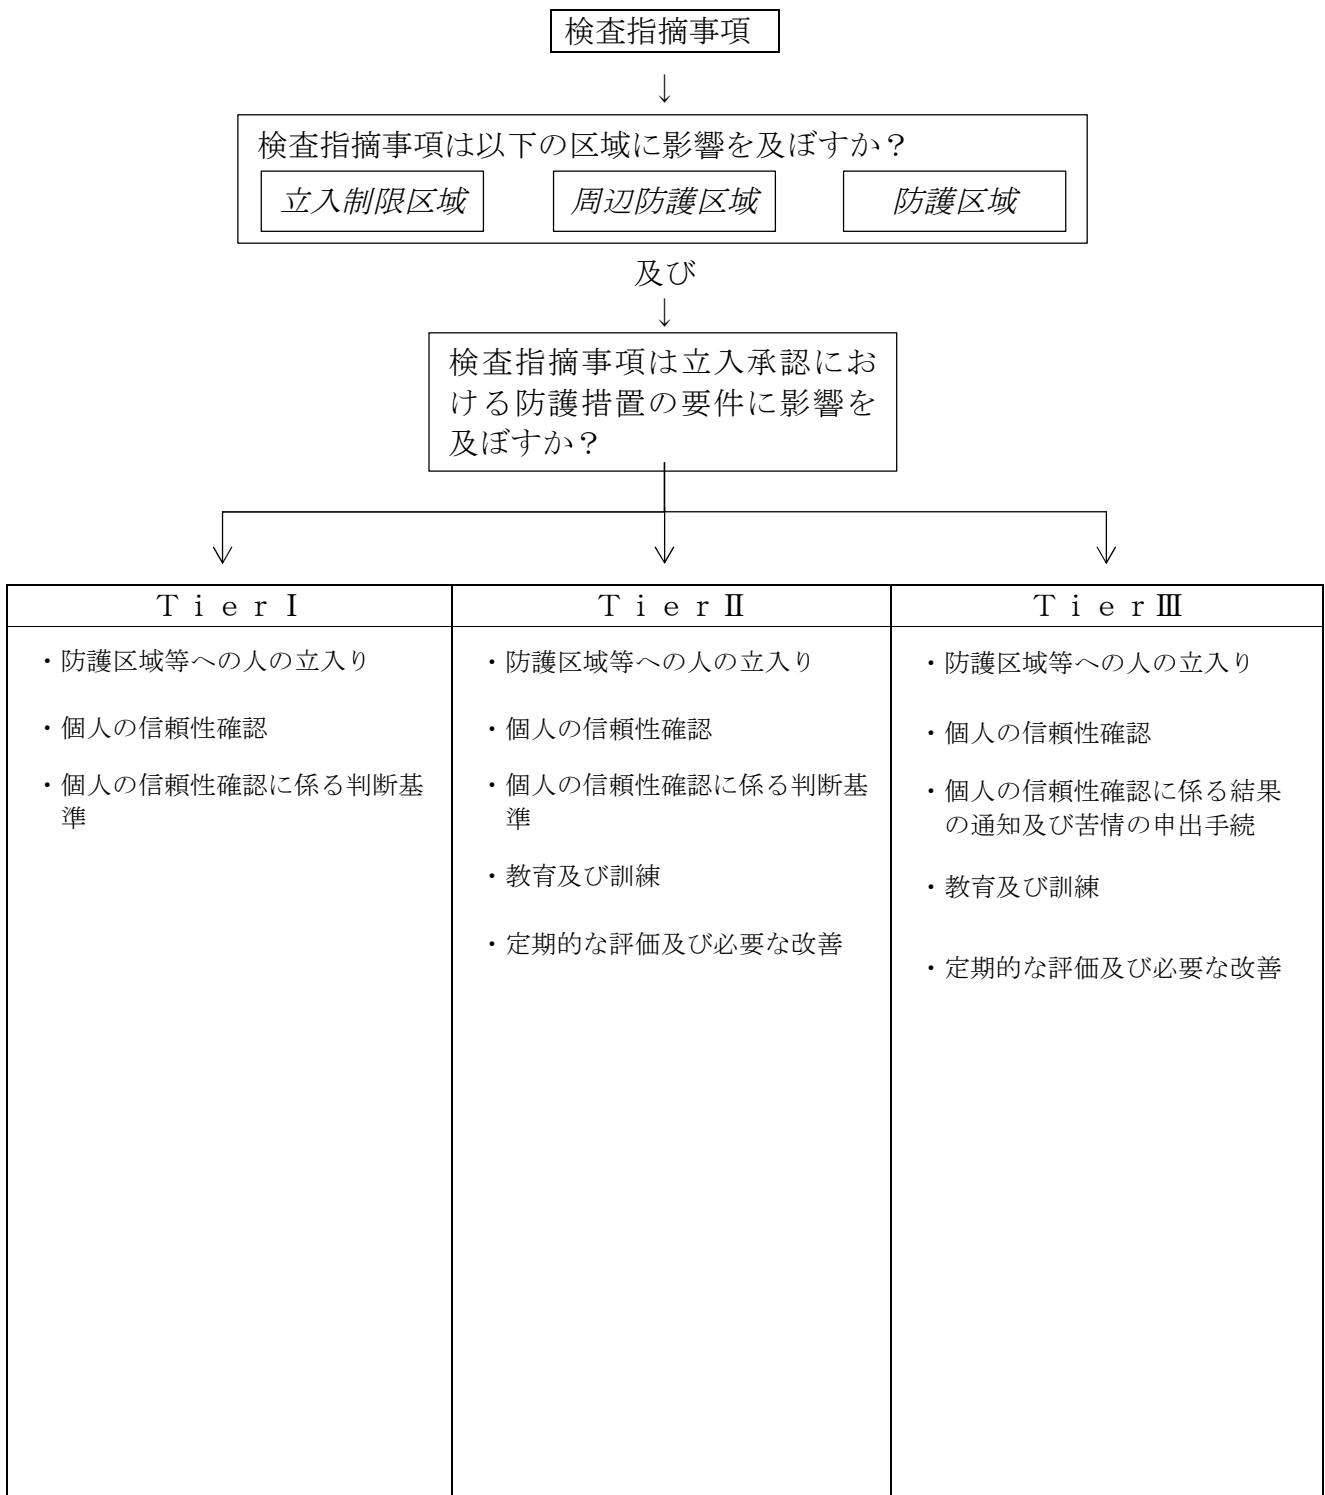 検査指摘事項
↓
検査指摘事項は以下の区域に影響を及ぼすか？
立入制限区域
周辺防護区域
防護区域
及び
↓
検査指摘事項は立入承認にお
ける防護措置の要件に影響を
及ぼすか？
ＴｉｅｒⅠ
・防護区域等への人の立入り
・個人の信頼性確認
・個人の信頼性確認に係る判断基
準
ＴｉｅｒⅡ
・防護区域等への人の立入り
・個人の信頼性確認
・個人の信頼性確認に係る判断基
準
・教育及び訓練
・定期的な評価及び必要な改善
ＴｉｅｒⅢ
・防護区域等への人の立入り
・個人の信頼性確認
・個人の信頼性確認に係る結果
の通知及び苦情の申出手続
・教育及び訓練
・定期的な評価及び必要な改善